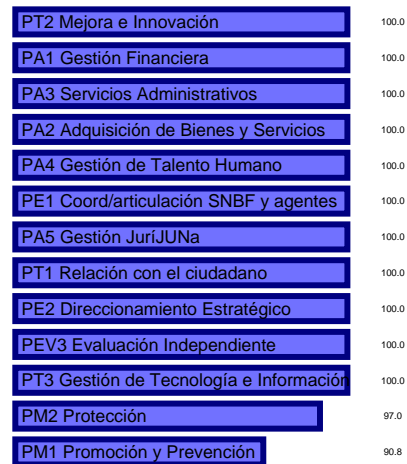 PT2 Mejora e Innovación 100.0
PA1 Gestión Financiera 100.0
PA3 Servicios Administrativos 100.0
PA2 Adquisición de Bienes y Servicios 100.0
PA4 Gestión de Talento Humano 100.0
PE1 Coord/articulación SNBF y agentes 100.0
PA5 Gestión JuríJUNa 100.0
PT1 Relación con el ciudadano 100.0
PE2 Direccionamiento Estratégico 100.0
PEV3 Evaluación Independiente 100.0
PT3 Gestión de Tecnología e Información 100.0
PM2 Protección 97.0
PM1 Promoción y Prevención 90.8